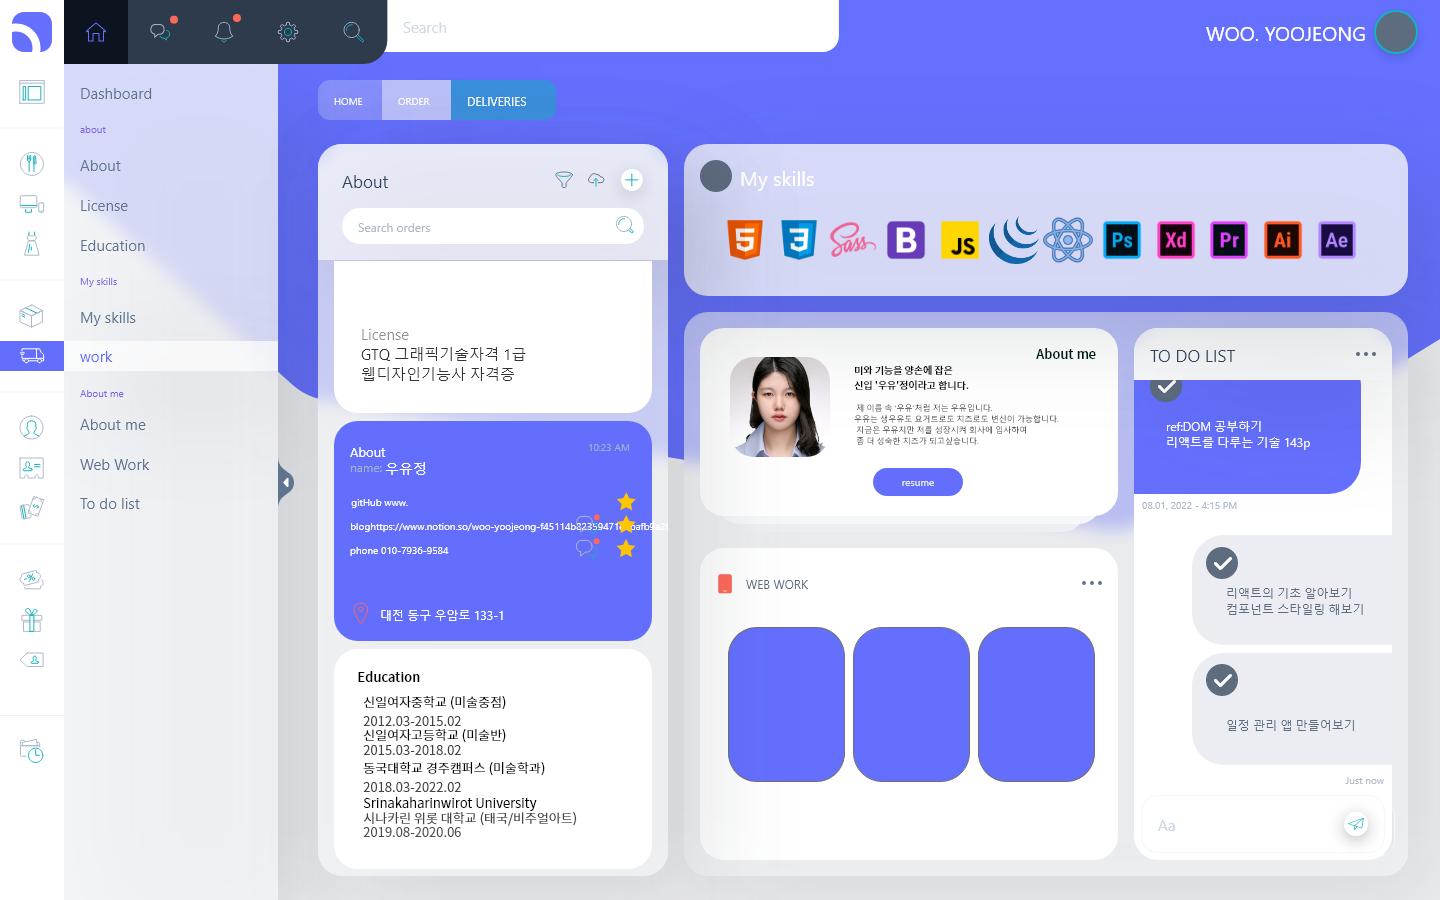 Search
WOO. YOOJEONG
Dashboard
about
About
License
Education
My skills
My skills
work
About me
About me
Web Work
To do list
HOME
ORDER
DELIVERIES
About
Search orders
License
GTQ 그래픽기술자격 1급
웹디자인기능사 자격증
About
10:23 AM
name: 우유정
gitHub www.
phone 010-7936-9584
대전 동구 우암로 133-1
Education
신일여자중학교 (미술중점)
2012.03-2015.02
신일여자고등학교 (미술반)
2015.03-2018.02
동국대학교 경주캠퍼스 (미술학과)
2018.03-2022.02
Srinakaharinwirot University
시나카린 위롯 대학교 (태국/비주얼아트)
2019.08-2020.06
My skills
5
3
Sass
B
JS
Ps
Xd
Pr
Ai
Ae
About me
미와 기능을 양손에 잡은
신입 '우유'정이라고 합니다.
제 이름 속 '우유'처럼 저는 우유입니다.
우유는 생우유도 요거트로도 치즈로도 변신이 가능합니다.
지금은 우유지만 저를 성장시켜 회사에 입사하여
좀 더 성숙한 치즈가 되고싶습니다.
resume
WEB WORK
TO DO LIST
ref:DOM 공부하기
리액트를 다루는 기술 143p
08.01, 2022 - 4:15 PM
리액트의 기초 알아보기
컴포넌트 스타일링 해보기
일정 관리 앱 만들어보기
Just now
Aa